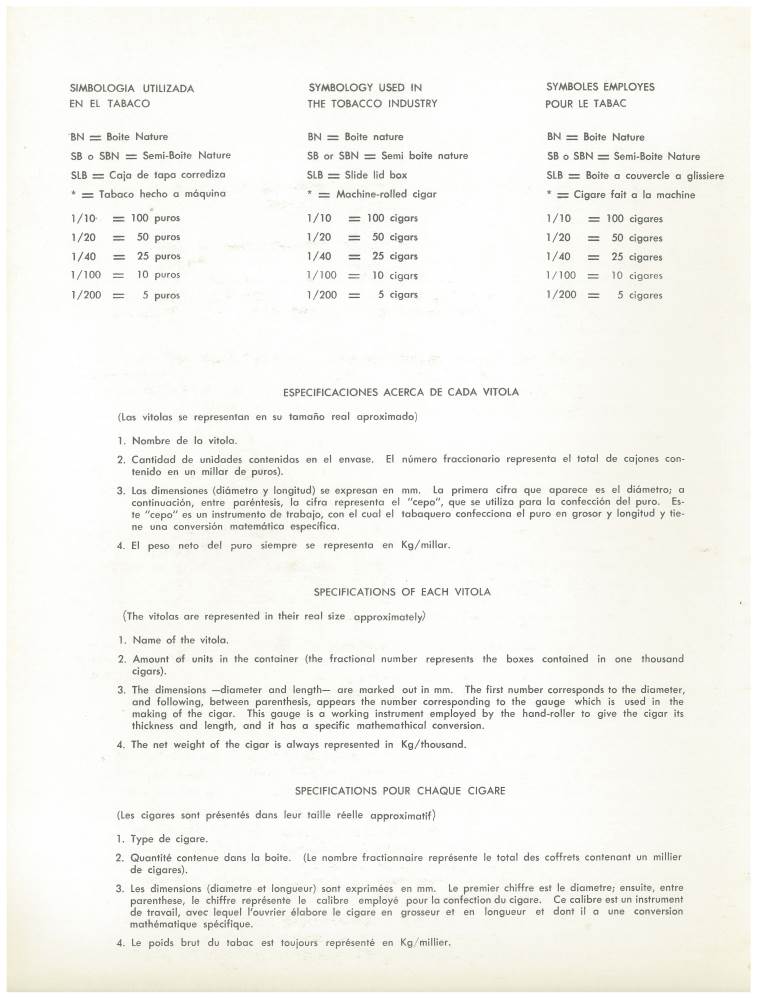 SIMBOLOGIA UTILIZADA
EN EL TABACO
BN = Boite Nature
SB o SBN = Semi-Boite Nature
SLB = Caja de tapa corrediza
* = Tabaco hecho a máquina
1/10 = 100 puros
1/20 = 50 puros
1/40 = 25 puros
1/100 = 10 puros
1/200 = 5 puros
SYMBOLOGY USED IN
THE TOBACCO INDUSTRY
BN = Boite nature
SB or SBN = Semi boite nature
SLB = Slide lid box
* = Machine-rolled cigar
1/10 = 100 cigars
1/20 = 50 cigars
1/40 = 25 cigars
1/100 = 10 cigars
1/200 = 5 cigars
SYMBOLES EMPLOYES
POUR LE TABAC
BN = Boite Nature
SB o SBN = Semi-Boite Nature
SLB = Boite a couvercle a glissiere
* = Cigare fait a la machine
1/10 = 100 cigares
1/20 = 50 cigares
1/40 = 25 cigares
1/100 = 10 cigares
1/200 = 5 cigares
ESPECIFICACIONES ACERCA DE CADA VITOLA
(Las vitolas se representan en su tamaño real aproximado)
1. Nombre de la vitola.
2. Cantidad de unidades contenidas en el envase. El número fraccionario representa el total de cajones con-
tenido en un millar de puros).
3. Las dimensiones (diámetro y longitud) se expresan en mm. La primera cifra que aparece es el diámetro; a
continuación, entre paréntesis, la cifra representa el "cepo", que se utiliza para la confección del puro. Es-
te "cepo" es un instrumento de trabajo, con el cual el tabaquero confecciona el puro en grosor y longitud y tie-
ne una conversión matemática específica.
4. El peso neto del puro siempre se representa en Kg/millar.
SPECIFICATIONS OF EACH VITOLA
(The vitolas are represented in their real size approximately)
1. Name of the vitola.
2. Amount of units in the container (the fractional number represents the boxes contained in one thousand
cigars).
3. The dimensions —diameter and length— are marked out in mm. The first number corresponds to the diameter,
and following, between parenthesis, appears the number corresponding to the gauge which is used in the
making of the cigar. This gauge is a working instrument employed by the hand-roller to give the cigar its
thickness and length, and it has a specific mathemathical conversion.
4. The net weight of the cigar is always represented in Kg/thousand.
SPECIFICATIONS POUR CHAQUE CIGARE
(Les cigares sont présentés dans leur taille réelle approximatif)
1. Type de cigare.
2. Quantité contenue dans la boite. (Le nombre fractionnaire représente le total des coffrets contenant un millier
de cigares).
3. Les dimensions (diametre et longueur) sont exprimées en mm. Le premier chiffre est le diametre; ensuite, entre
parenthese, le chiffre représente le calibre employé pour la confection du cigare. Ce calibre est un instrument
de travail, avec lequel l'ouvrier élabore le cigare en grosseur et en longueur et dont il a une conversion
mathématique spécifique.
4. Le poids brut du tabac est toujours représenté en Kg/millier.